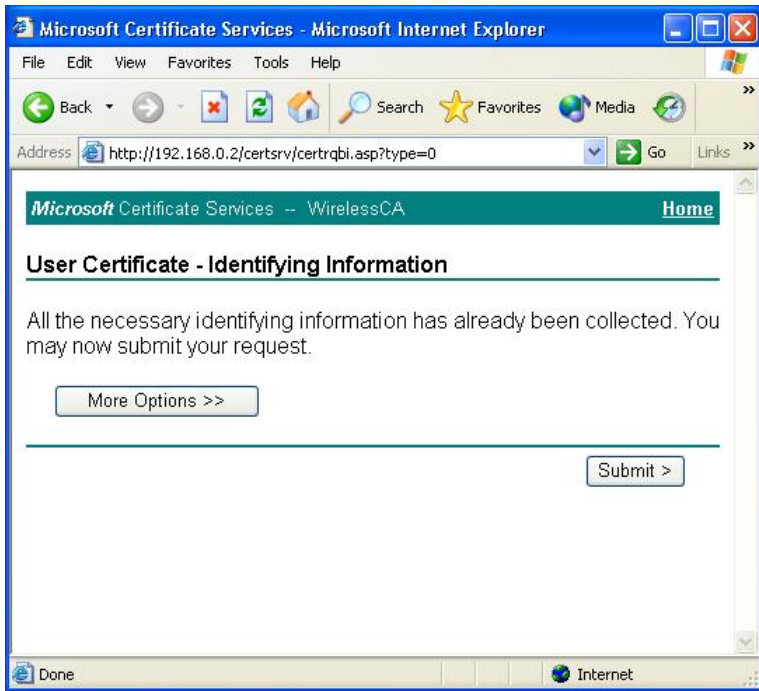 Microsoft Certificate Services - Microsoft Internet Explorer
File Edit View Favorites Tools Help
Back Search Favorites Media »
Address http://192.168.0.2/certsrv/certrqbi.asp?type=0 Go Links »
Microsoft Certificate Services -- WirelessCA Home
User Certificate - Identifying Information
All the necessary identifying information has already been collected. You
may now submit your request.
More Options >>
Submit >
Done Internet